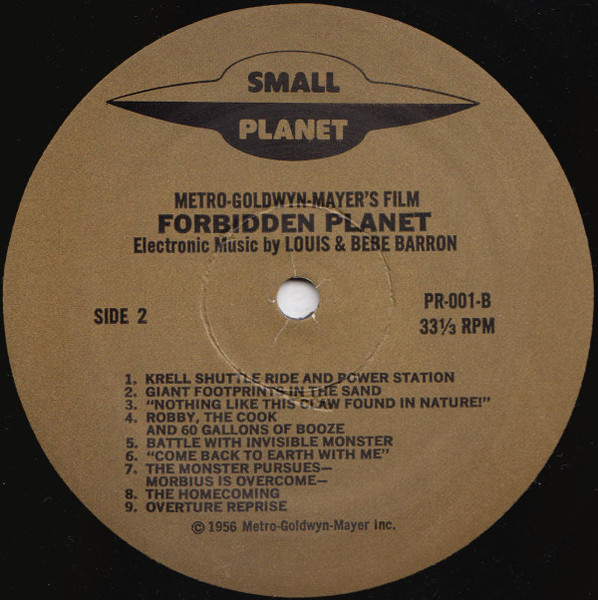 SMALL
PLANET
METRO-GOLDWYN-MAYER'S FILM
FORBIDDEN PLANET
Electronic Music by LOUIS & BEBE BARRON
SIDE 2
PR-001-B
33⅓ RPM
1. KRELL SHUTTLE RIDE AND POWER STATION
2. GIANT FOOTPRINTS IN THE SAND
3. "NOTHING LIKE THIS CLAW FOUND IN NATURE!"
4. ROBBY, THE COOK
AND 60 GALLONS OF BOOZE
5. BATTLE WITH INVISIBLE MONSTER
6. "COME BACK TO EARTH WITH ME"
7. THE MONSTER PURSUES—
MORBIUS IS OVERCOME—
8. THE HOMECOMING
9. OVERTURE REPRISE
© 1956 Metro-Goldwyn-Mayer Inc.